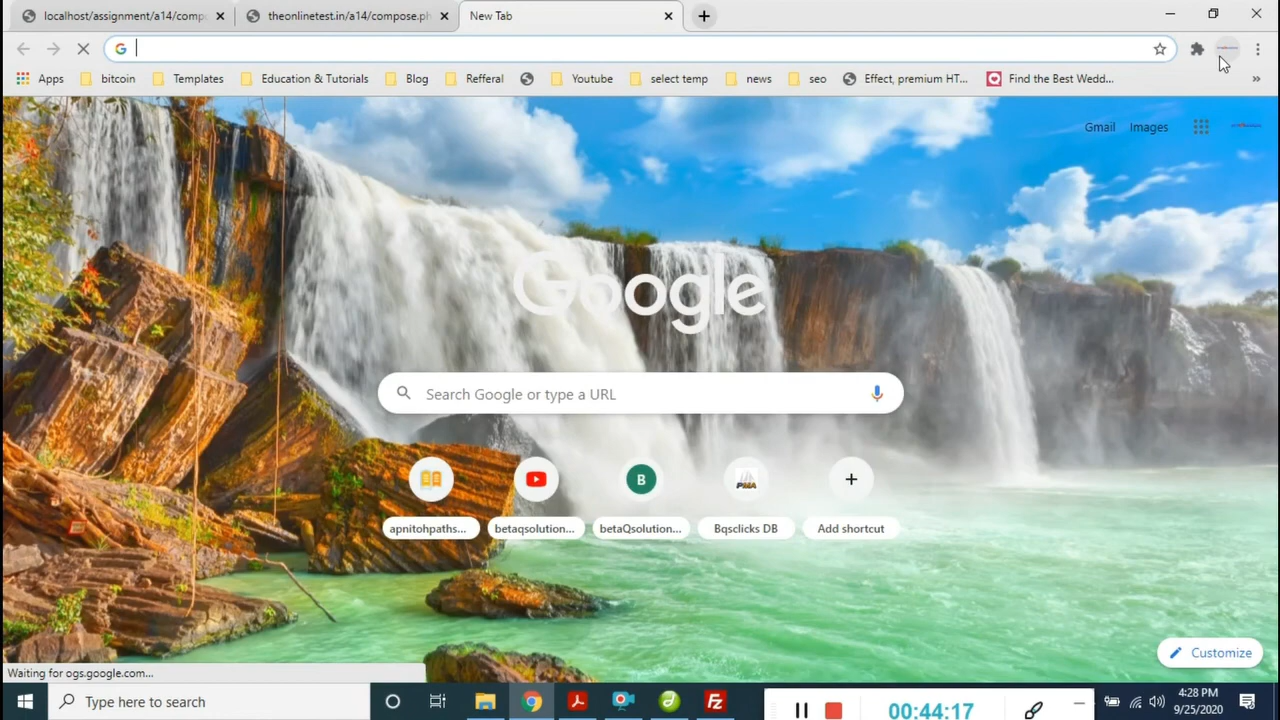 localhost/assignment/a14/comp
theonlinetest.in/a14/compose.ph
New Tab
Apps
bitcoin
Templates
Education & Tutorials
Blog
Refferal
Youtube
select temp
news
seo
Effect, premium HT...
Find the Best Wedd...
Gmail
Images
Google
Search Google or type a URL
B
PMA
apnitohpaths...
betaqsolution...
betaQsolution...
Bqsclicks DB
Add shortcut
Customize
Waiting for ogs.google.com...
Type here to search
00:44:17
4:28 PM
9/25/2020